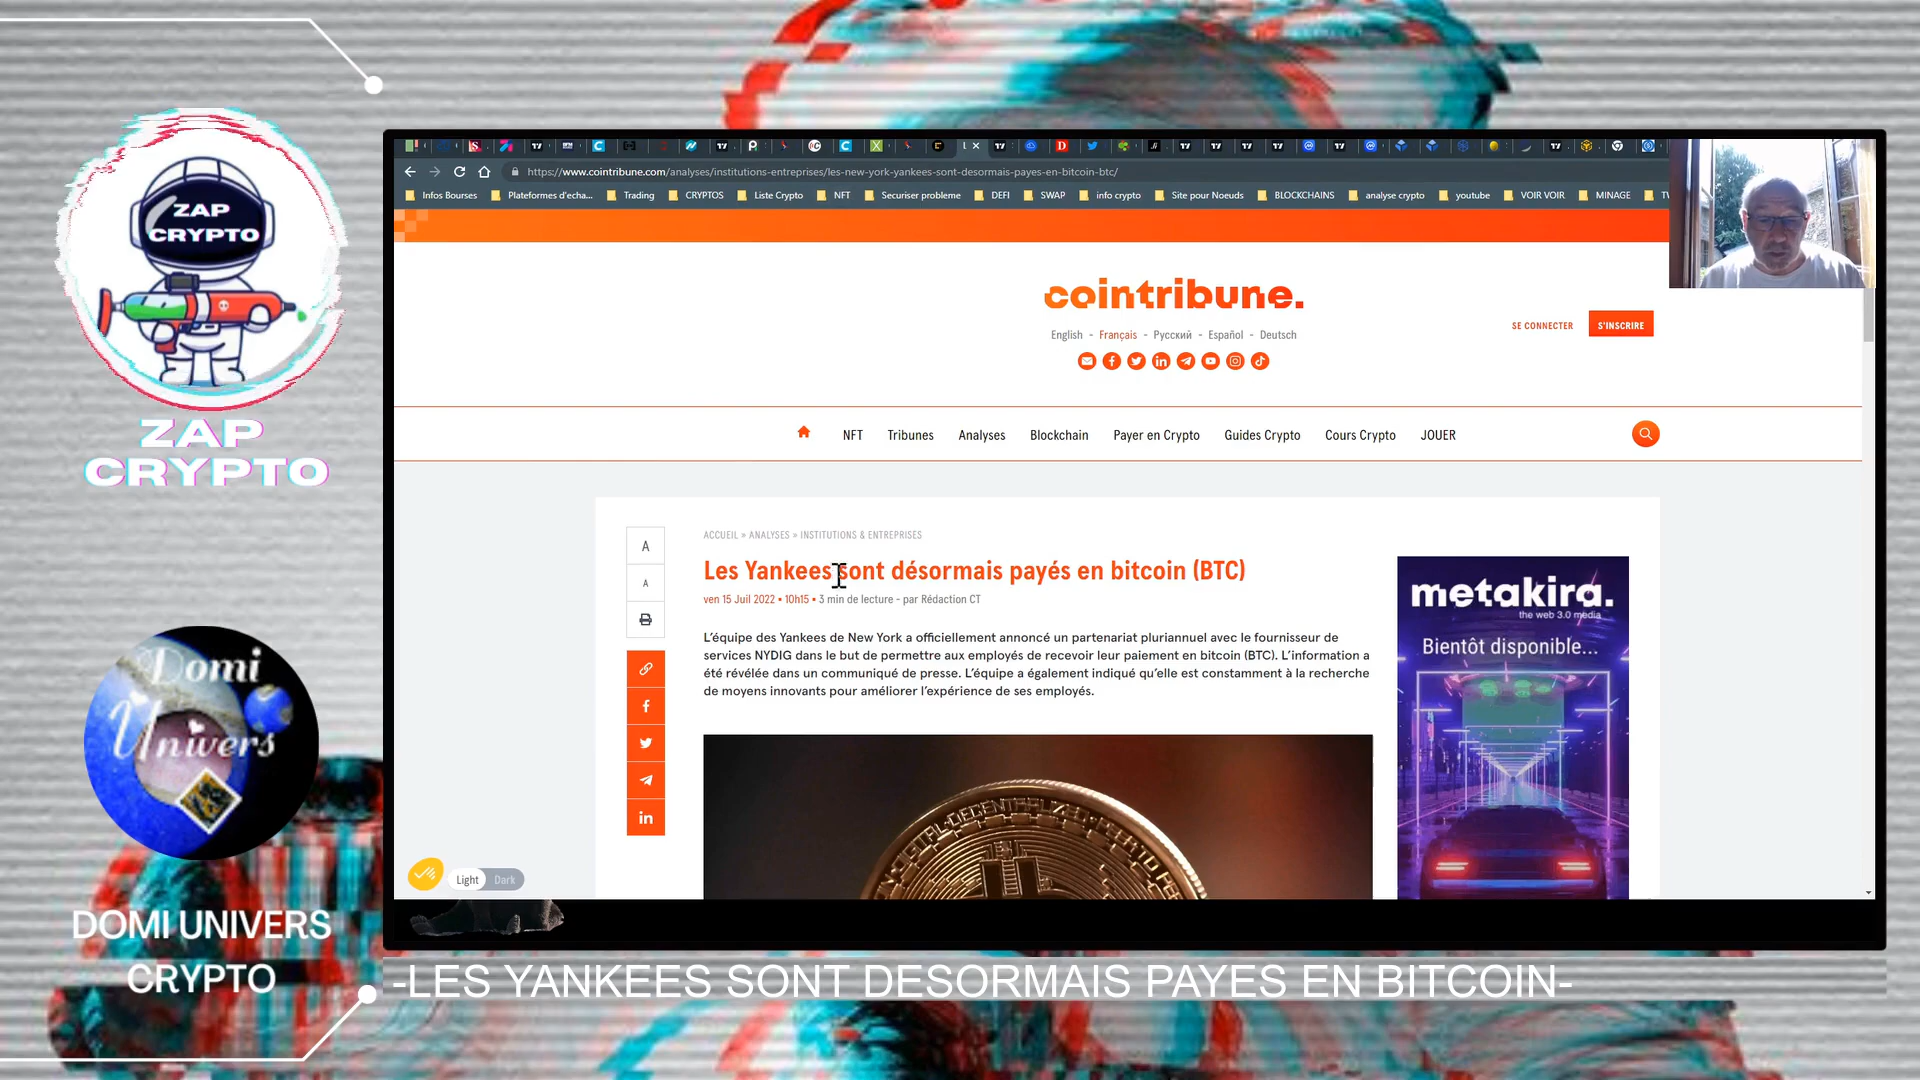 ZAP
CRYPTO
ZAP
CRYPTO
Domi
Univers
DOMI UNIVERS
CRYPTO
https://www.cointribune.com/analyses/institutions-entreprises/les-new-york-yankees-sont-desormais-payes-en-bitcoin-btc/
Infos Bourses Plateformes d'echa... Trading CRYPTOS Liste Crypto NFT Securiser probleme DEFI SWAP info crypto Site pour Noeuds BLOCKCHAINS analyse crypto youtube VOIR VOIR MINAGE
cointribune.
English - Français - Русский - Español - Deutsch
SE CONNECTER
S'INSCRIRE
NFT Tribunes Analyses Blockchain Payer en Crypto Guides Crypto Cours Crypto JOUER
A
A
ACCUEIL » ANALYSES » INSTITUTIONS & ENTREPRISES
Les Yankees sont désormais payés en bitcoin (BTC)
ven 15 Juil 2022 ▪ 10h15 ▪ 3 min de lecture - par Rédaction CT
L'équipe des Yankees de New York a officiellement annoncé un partenariat pluriannuel avec le fournisseur de
services NYDIG dans le but de permettre aux employés de recevoir leur paiement en bitcoin (BTC). L'information a
été révélée dans un communiqué de presse. L'équipe a également indiqué qu'elle est constamment à la recherche
de moyens innovants pour améliorer l'expérience de ses employés.
DECENTRALIZED
metakira.
the web 3.0 media
Bientôt disponible...
Light Dark
-LES YANKEES SONT DESORMAIS PAYES EN BITCOIN-